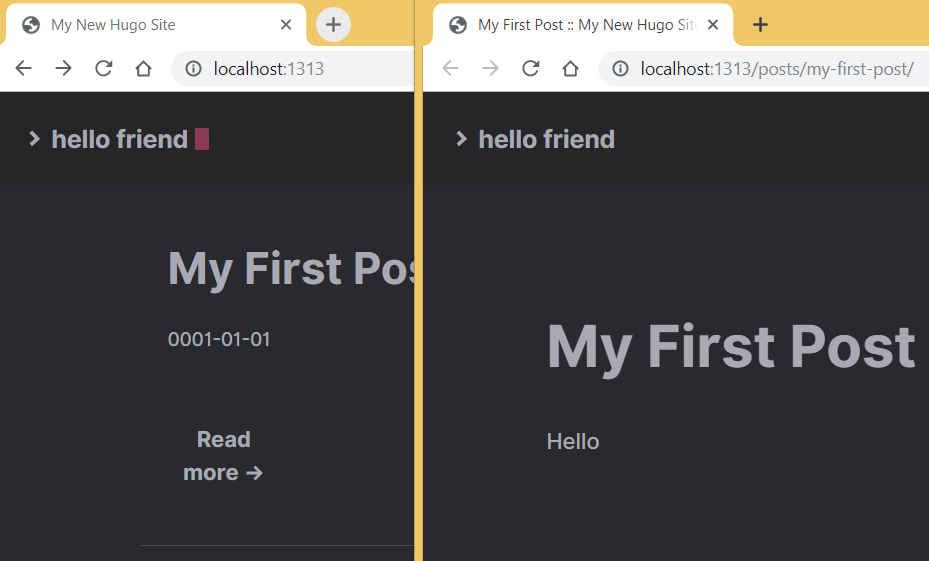 My New Hugo Site
localhost:1313
hello friend
My First Pos
0001-01-01
Read
more →
My First Post :: My New Hugo Sit
localhost:1313/posts/my-first-post/
hello friend
My First Post
Hello